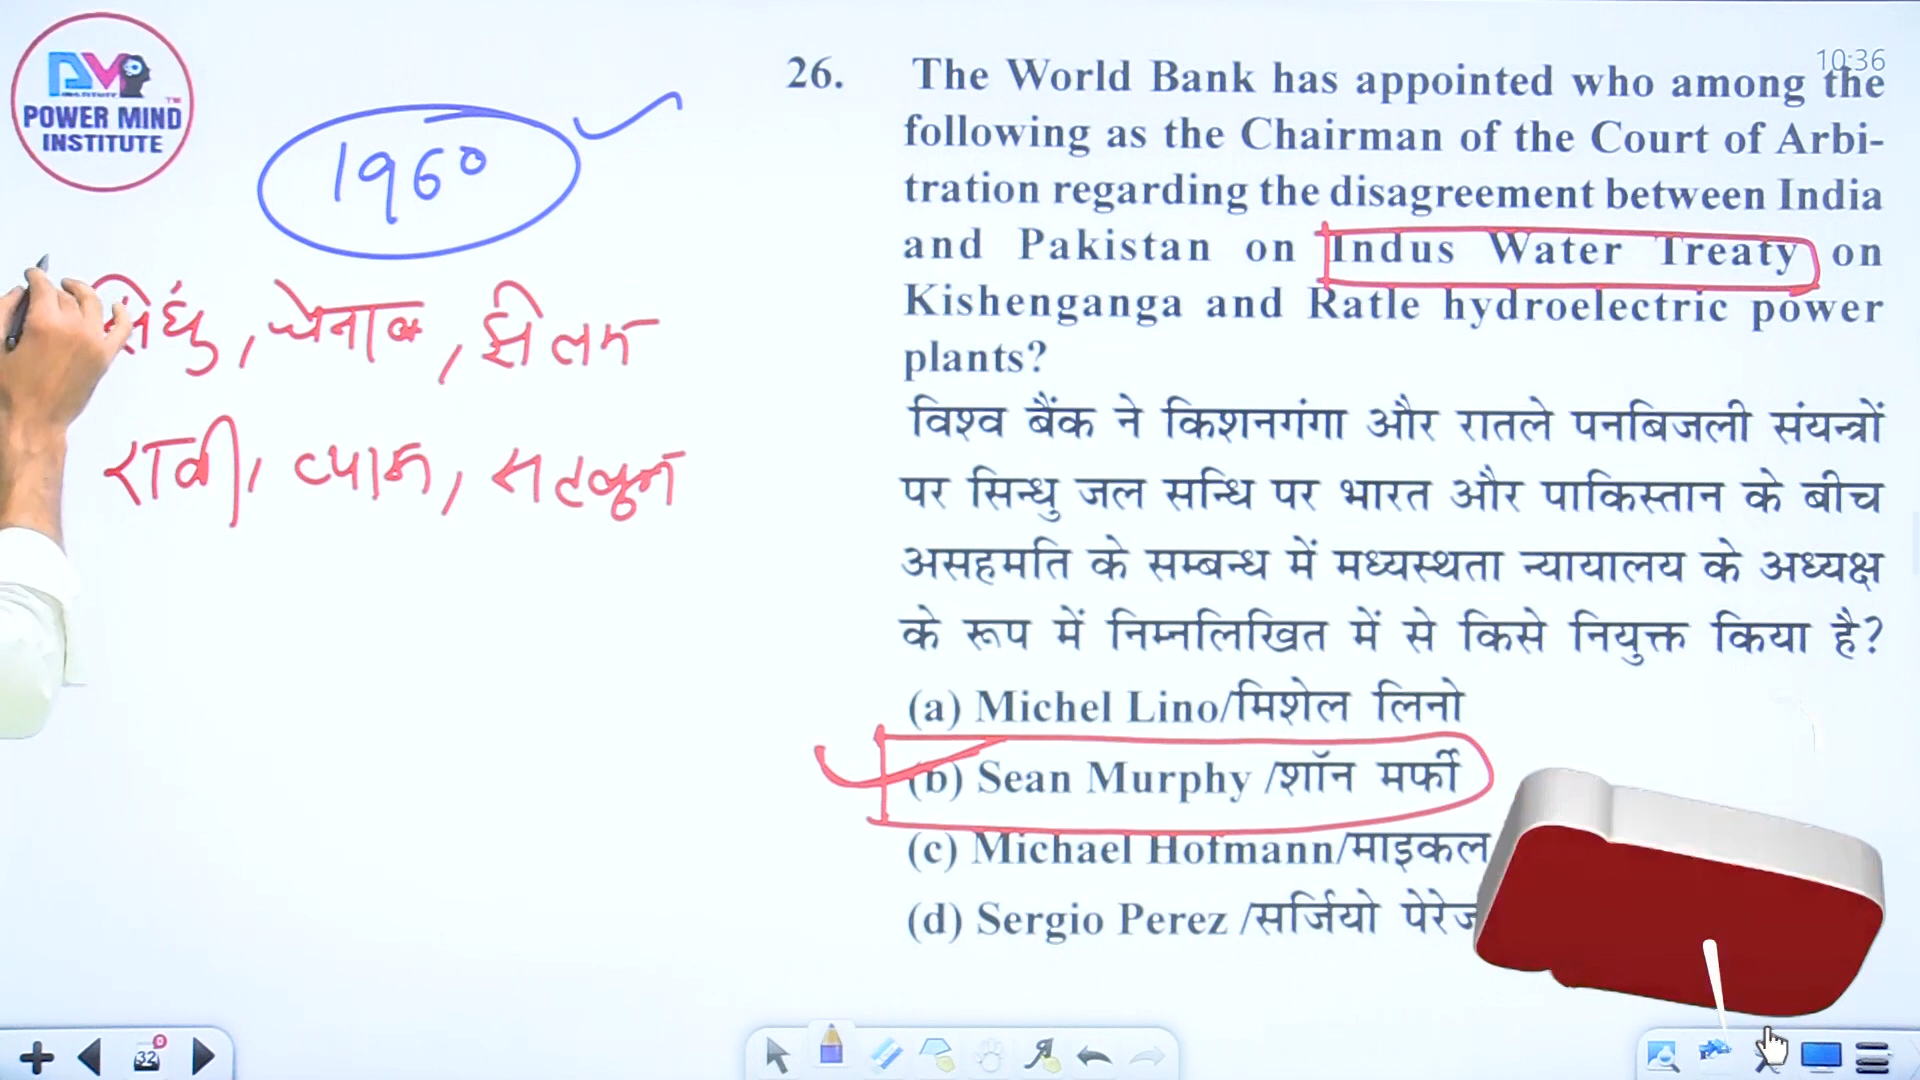 PM
INSTITUTE
POWER MIND
INSTITUTE
TM
1960
सिंधु, चेनाब, झेलम
रावी, व्यास, सतलुज
10:36
26. The World Bank has appointed who among the
following as the Chairman of the Court of Arbi-
tration regarding the disagreement between India
and Pakistan on Indus Water Treaty on
Kishenganga and Ratle hydroelectric power
plants?
विश्व बैंक ने किशनगंगा और रातले पनबिजली संयन्त्रों
पर सिन्धु जल सन्धि पर भारत और पाकिस्तान के बीच
असहमति के सम्बन्ध में मध्यस्थता न्यायालय के अध्यक्ष
के रूप में निम्नलिखित में से किसे नियुक्त किया है?
(a) Michel Lino/मिशेल लिनो
(b) Sean Murphy /शॉन मर्फी
(c) Michael Hofmann/माइकल
(d) Sergio Perez /सर्जियो
32
0